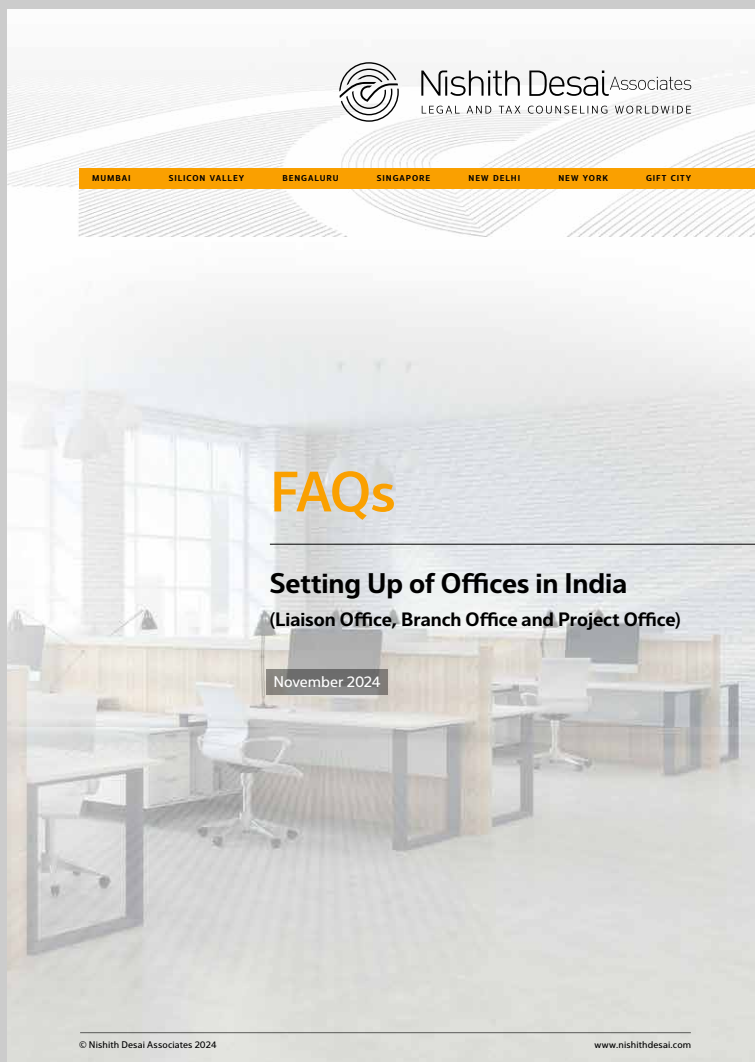 Nishith Desai Associates
LEGAL AND TAX COUNSELING WORLDWIDE
MUMBAI SILICON VALLEY BENGALURU SINGAPORE NEW DELHI NEW YORK GIFT CITY
FAQs
Setting Up of Offices in India
(Liaison Office, Branch Office and Project Office)
November 2024
© Nishith Desai Associates 2024 www.nishithdesai.com